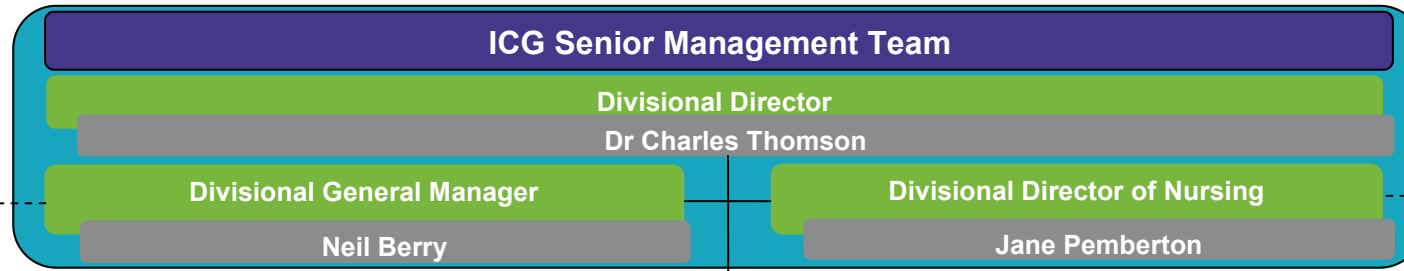 ICG Senior Management Team
Divisional Director
Dr Charles Thomson
Divisional General Manager
Neil Berry
Divisional Director of Nursing
Jane Pemberton